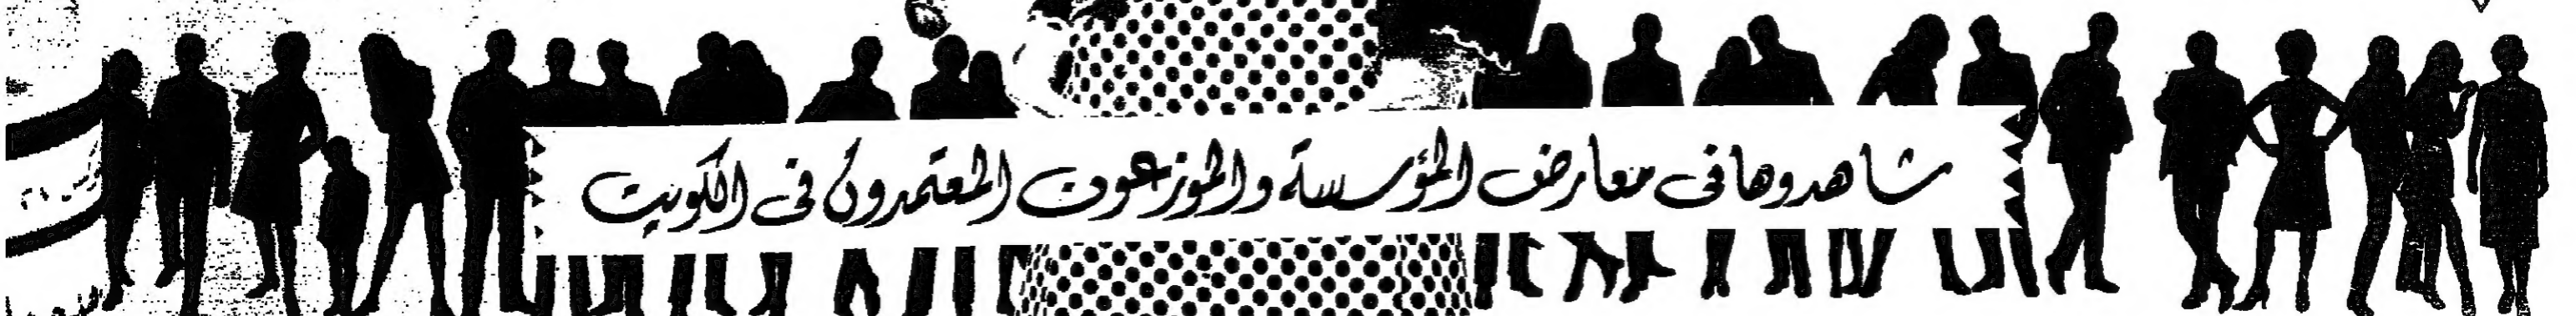 شاهدوها في معارض المؤسسة والموزعون المعتمدون في الكويت